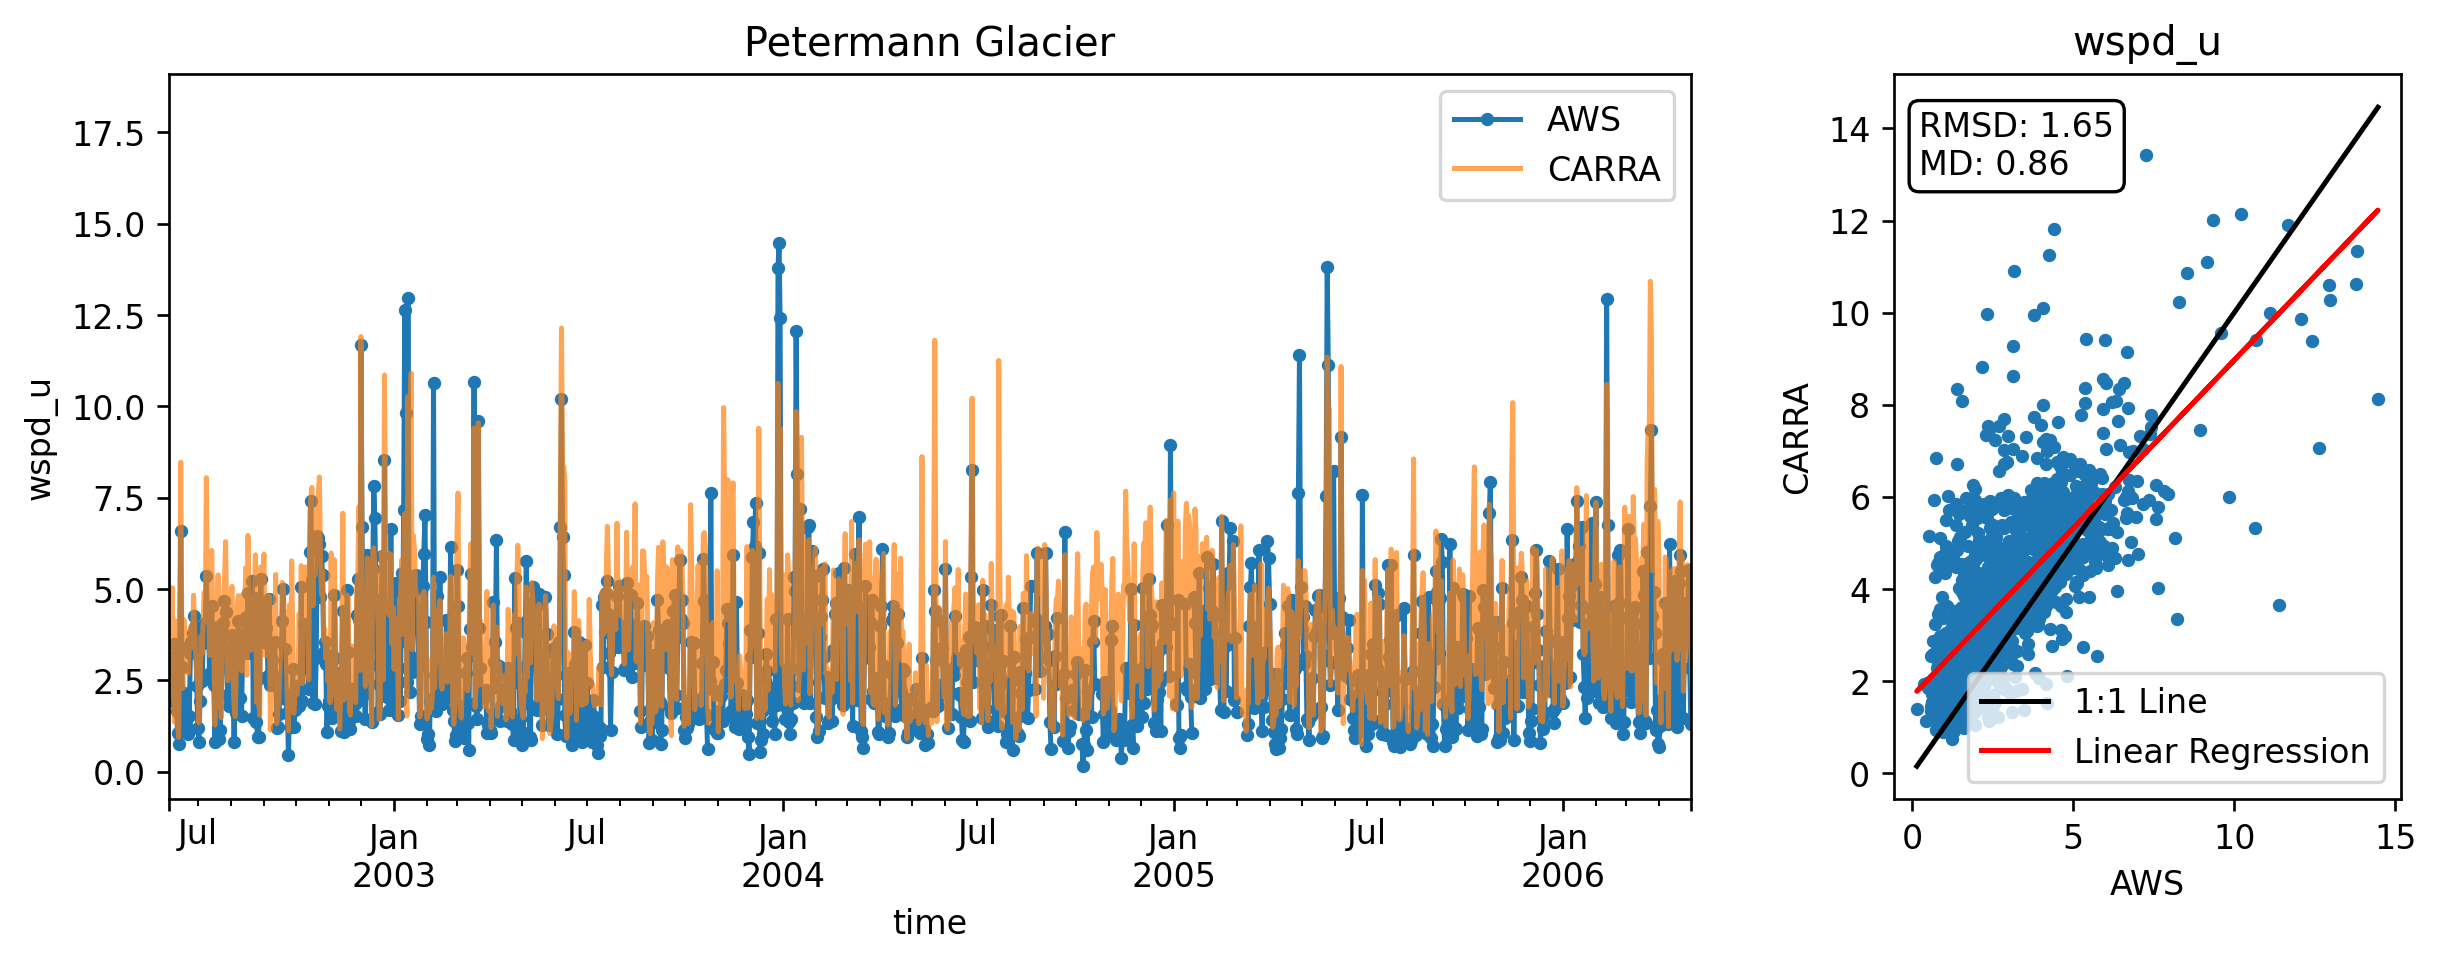 Petermann Glacier
wspd_u
17.5
15.0
12.5
10.0
7.5
5.0
2.5
0.0
AWS
CARRA
Jul
Jan
2003
Jul
Jan
2004
Jul
Jan
2005
Jul
Jan
2006
time
wspd_u
CARRA
14
12
10
8
6
4
2
0
RMSD: 1.65
MD: 0.86
1:1 Line
Linear Regression
0
5
10
15
AWS